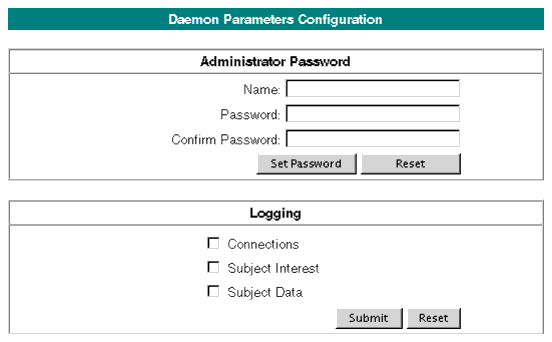 Daemon Parameters Configuration
Administrator Password
Name:
Password:
Confirm Password:
Set Password Reset
Logging
Connections
Subject Interest
Subject Data
Submit Reset